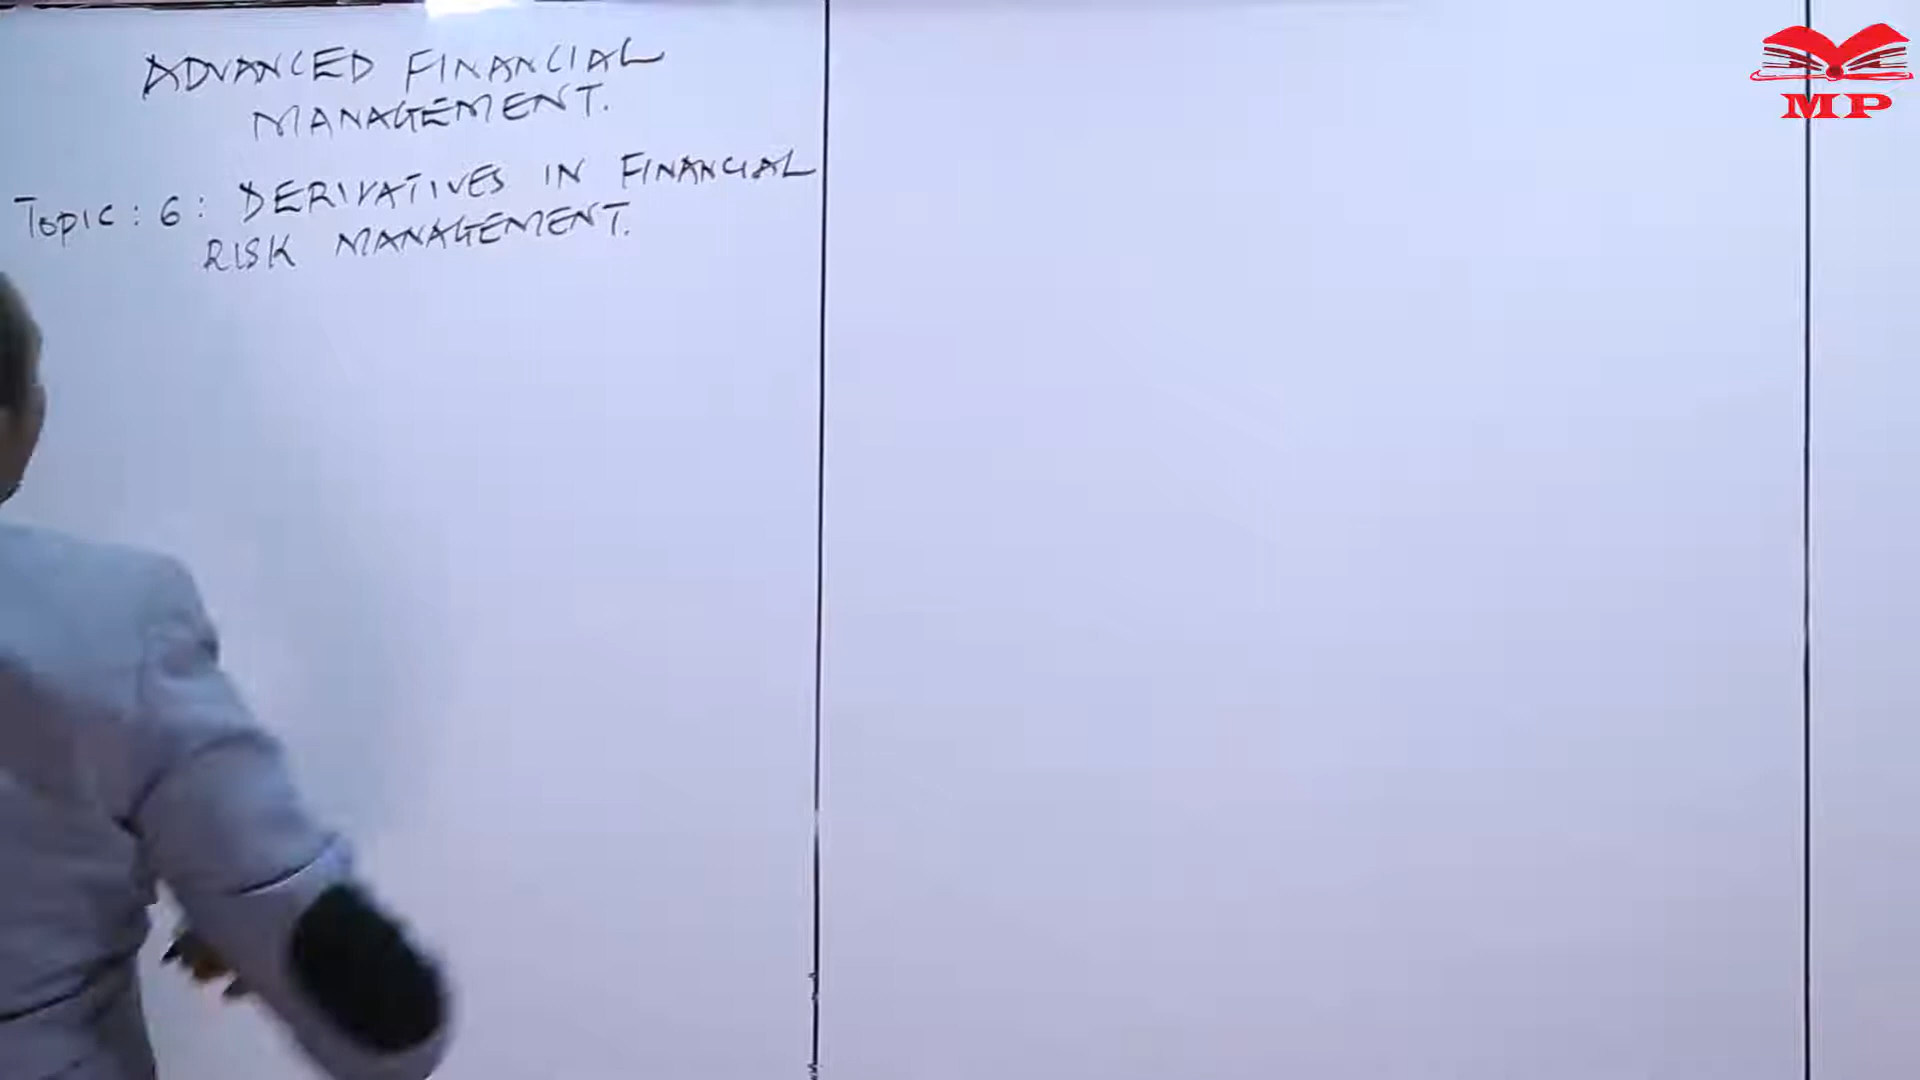 ADVANCED FINANCIAL
MANAGEMENT.
Topic: 6: DERIVATIVES IN FINANCIAL
RISK MANAGEMENT.
MP